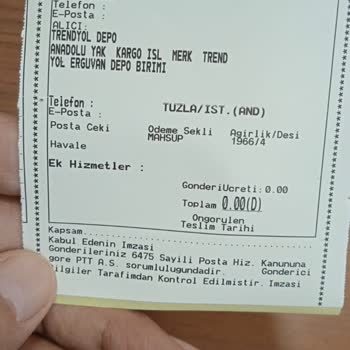 Telefon :
E-Posta :
ALICI:
TRENDYOL DEPO
ANADOLU YAK KARGO ISL MERK TREND
YOL ERGUVAN DEPO BIRIMI
Telefon :
E-Posta :
TUZLA/IST.(AND)
Posta Ceki Odeme Sekli Agirlik/Desi
Havale MAHSUP 1966/4
Ek Hizmetler :
GonderiUcreti: 0.00
Toplam 0.00(D)
Ongorulen
Teslim Tarihi
Kapsam
Kabul Edenin Imzasi
Gonderileriniz 6475 Sayili Posta Hiz. Kanununa
gore PTT A.S. sorumlulugundadir. Gonderici
ilgiler Tarafimdan Kontrol Edilmistir. Imzasi